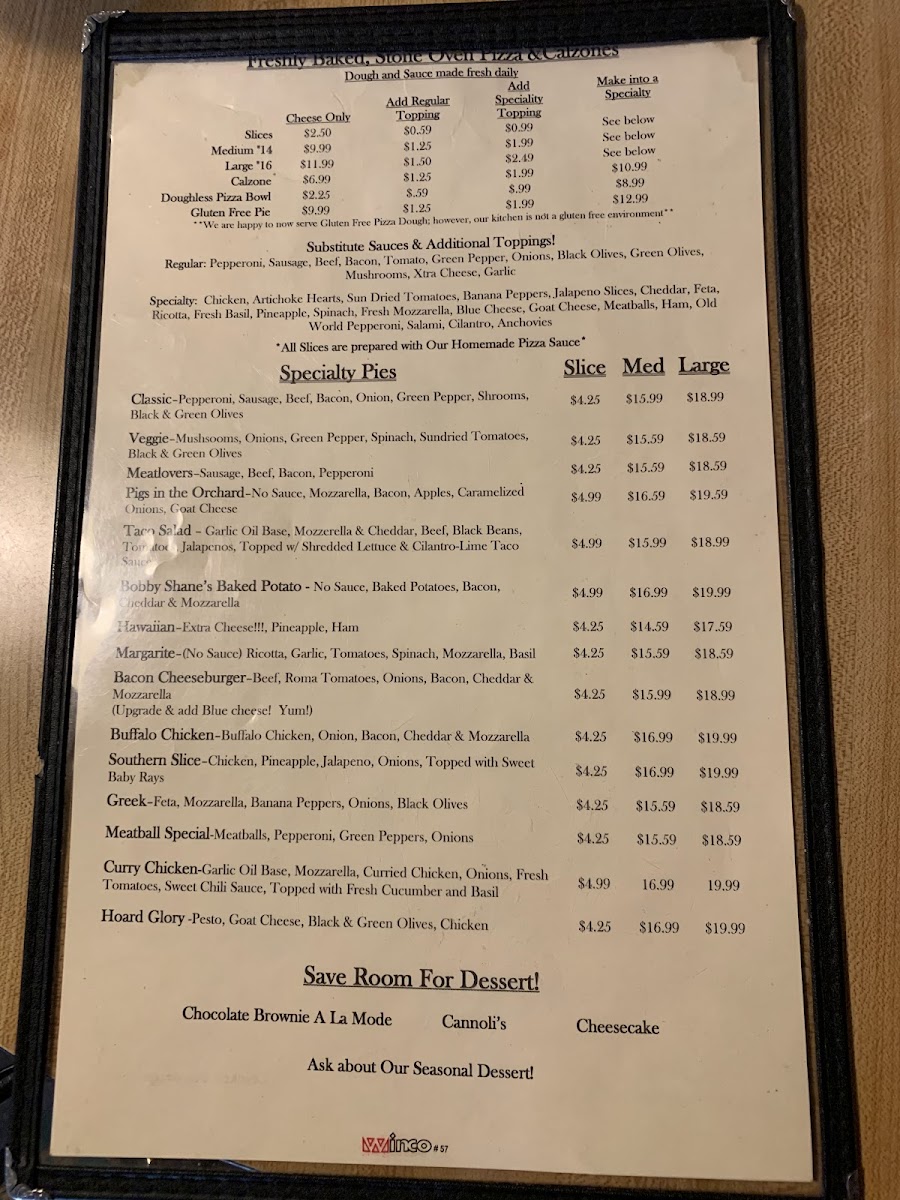 Freshly Baked, Stone Oven Pizza & Calzones
Dough and Sauce made fresh daily
Cheese Only Add Regular Topping Add Speciality Topping Make into a Specialty
Slices $2.50 $0.59 $0.99 See below
Medium "14 $9.99 $1.25 $1.99 See below
Large "16 $11.99 $1.50 $2.49 See below
Calzone $6.99 $1.25 $1.99 $10.99
Doughless Pizza Bowl $2.25 $.59 $.99 $8.99
Gluten Free Pie $9.99 $1.25 $1.99 $12.99
**We are happy to now serve Gluten Free Pizza Dough; however, our kitchen is not a gluten free environment**
Substitute Sauces & Additional Toppings!
Regular: Pepperoni, Sausage, Beef, Bacon, Tomato, Green Pepper, Onions, Black Olives, Green Olives,
Mushrooms, Xtra Cheese, Garlic
Specialty: Chicken, Artichoke Hearts, Sun Dried Tomatoes, Banana Peppers, Jalapeno Slices, Cheddar, Feta,
Ricotta, Fresh Basil, Pineapple, Spinach, Fresh Mozzarella, Blue Cheese, Goat Cheese, Meatballs, Ham, Old
World Pepperoni, Salami, Cilantro, Anchovies
*All Slices are prepared with Our Homemade Pizza Sauce*
Specialty Pies Slice Med Large
Classic-Pepperoni, Sausage, Beef, Bacon, Onion, Green Pepper, Shrooms, $4.25 $15.99 $18.99
Black & Green Olives
Veggie-Mushsooms, Onions, Green Pepper, Spinach, Sundried Tomatoes, $4.25 $15.59 $18.59
Black & Green Olives
Meatlovers-Sausage, Beef, Bacon, Pepperoni $4.25 $15.59 $18.59
Pigs in the Orchard-No Sauce, Mozzarella, Bacon, Apples, Caramelized $4.99 $16.59 $19.59
Onions, Goat Cheese
Taco Salad - Garlic Oil Base, Mozzerella & Cheddar, Beef, Black Beans,
Jalapenos, Topped w/ Shredded Lettuce & Cilantro-Lime Taco $4.99 $15.99 $18.99
Sauce
Bobby Shane's Baked Potato - No Sauce, Baked Potatoes, Bacon, $4.99 $16.99 $19.99
Cheddar & Mozzarella
Hawaiian-Extra Cheese!!!, Pineapple, Ham $4.25 $14.59 $17.59
Margarite-(No Sauce) Ricotta, Garlic, Tomatoes, Spinach, Mozzarella, Basil $4.25 $15.59 $18.59
Bacon Cheeseburger-Beef, Roma Tomatoes, Onions, Bacon, Cheddar &
Mozzarella $4.25 $15.99 $18.99
(Upgrade & add Blue cheese! Yum!)
Buffalo Chicken-Buffalo Chicken, Onion, Bacon, Cheddar & Mozzarella $4.25 $16.99 $19.99
Southern Slice-Chicken, Pineapple, Jalapeno, Onions, Topped with Sweet $4.25 $16.99 $19.99
Baby Rays
Greek-Feta, Mozzarella, Banana Peppers, Onions, Black Olives $4.25 $15.59 $18.59
Meatball Special-Meatballs, Pepperoni, Green Peppers, Onions $4.25 $15.59 $18.59
Curry Chicken-Garlic Oil Base, Mozzarella, Curried Chicken, Onions, Fresh $4.99 16.99 19.99
Tomatoes, Sweet Chili Sauce, Topped with Fresh Cucumber and Basil
Hoard Glory -Pesto, Goat Cheese, Black & Green Olives, Chicken $4.25 $16.99 $19.99
Save Room For Dessert!
Chocolate Brownie A La Mode Cannoli's Cheesecake
Ask about Our Seasonal Dessert!
Winco #57